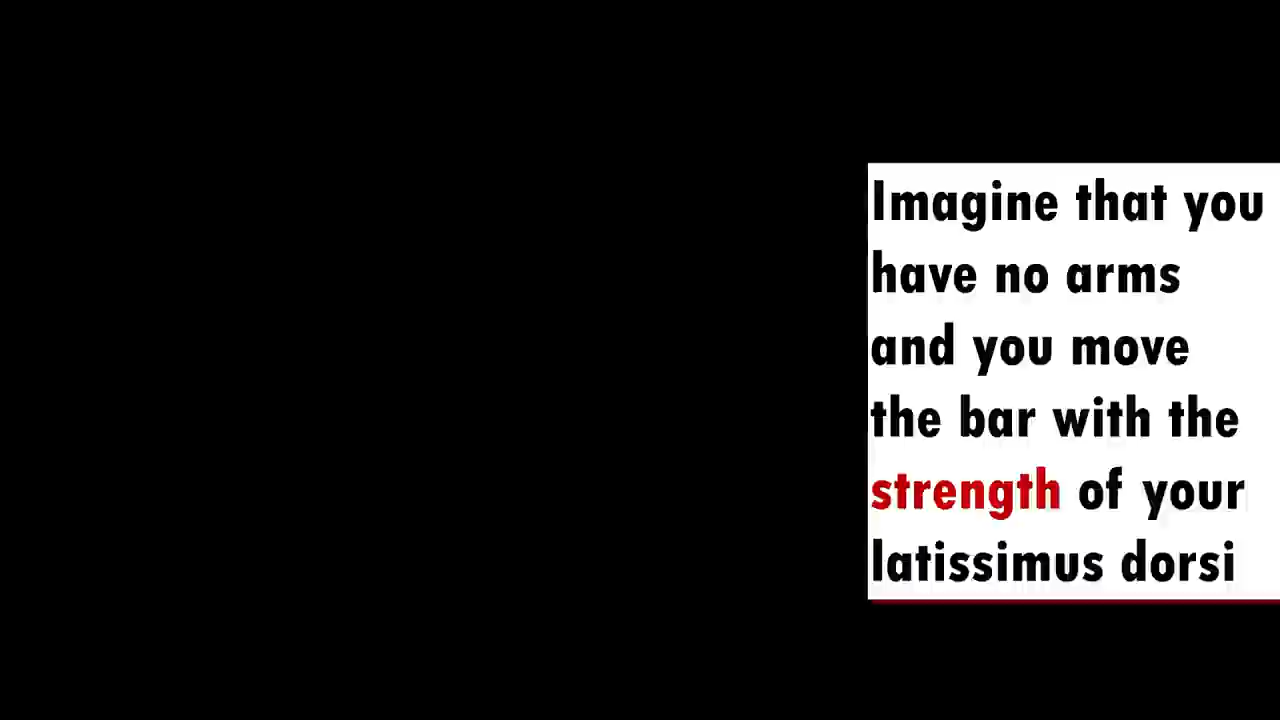 Imagine that you
have no arms
and you move
the bar with the
strength of your
latissimus dorsi